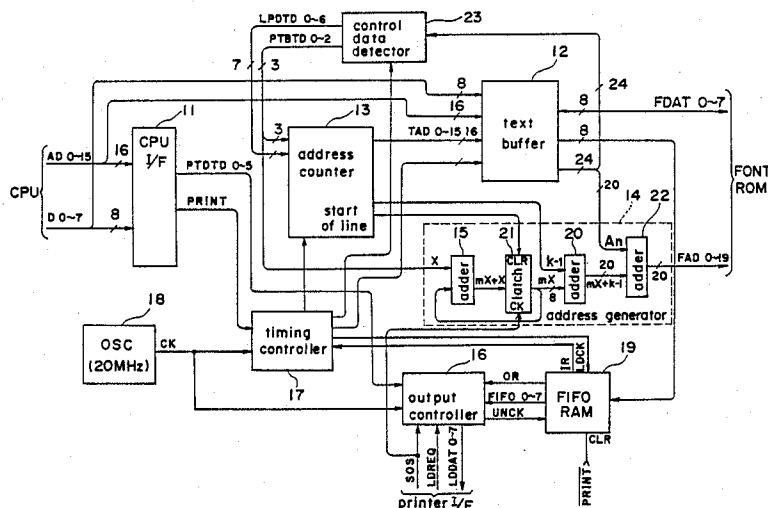 LPDTD 0~6
PTBTD 0~2
control
data
detector
23
7
3
12
24
8
16
text
buffer
8
FDAT 0~7
8
24
20
11
CPU
I/F
AD 0~15
16
CPU
D 0~7
8
PTDTD 0~5
PRINT
13
3
address
counter
TAD 0~15
16
start
of line
FONT
ROM
14
22
An
adder
FAD 0~19
20
15
X
adder
mX+X
21
CLR
latch
CK
k-1
mX
8
20
adder
20
mX+k-1
address generator
18
OSC
(20MHz)
CK
timing
controller
17
IR
LDCK
19
16
output
controller
OR
FIFO 0~7
UNCK
FIFO
RAM
CLR
SOS
LDREQ
LDDAT 0~7
printer I/F
PRINT